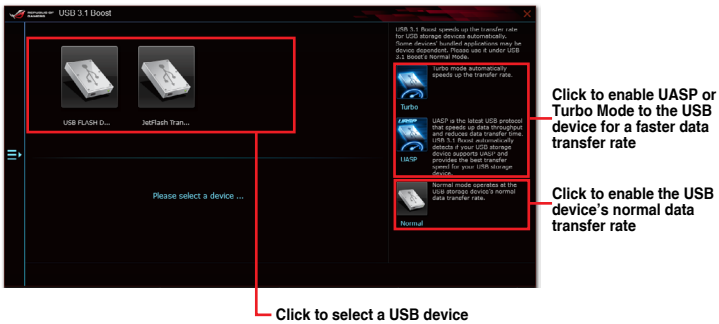 REPUBLIC OF
GAMERS
USB 3.1 Boost
USB FLASH D...
JetFlash Tran...
Please select a device ...
USB 3.1 Boost speeds up the transfer rate
for USB storage devices automatically.
Some devices' bundled applications may be
device dependent. Please use it under USB
3.1 Boost's Normal Mode.
Turbo mode automatically
speeds up the transfer rate.
Turbo
UASP is the latest USB protocol
that speeds up data throughput
and reduces data transfer time.
USB 3.1 Boost automatically
detects if your USB storage
device supports UASP and
provides the best transfer
speed for your USB storage
device.
UASP
UASP
Normal mode operates at the
USB storage device's normal
data transfer rate.
Normal
Click to enable UASP or
Turbo Mode to the USB
device for a faster data
transfer rate
Click to enable the USB
device's normal data
transfer rate
Click to select a USB device